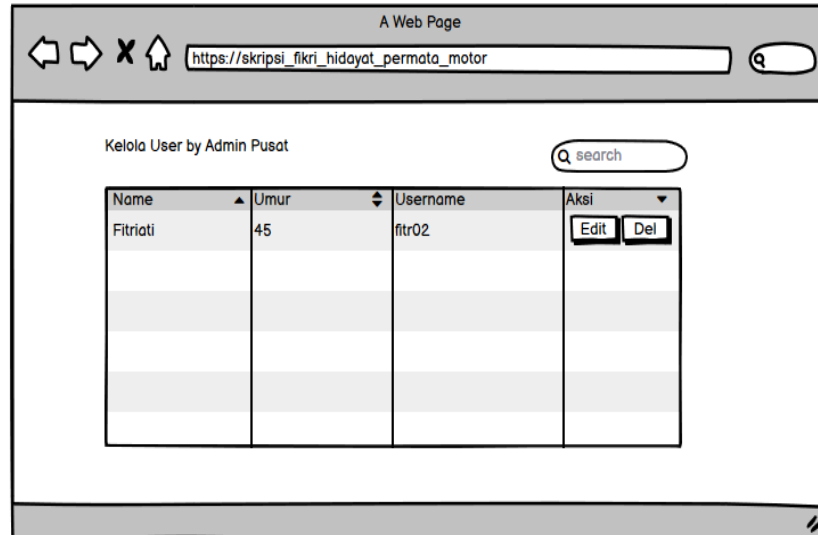 A Web Page
https://skripsi_fikri_hidayat_permata_motor
Kelola User by Admin Pusat
search
Name Umur Username Aksi
Fitriati 45 fitr02 Edit Del